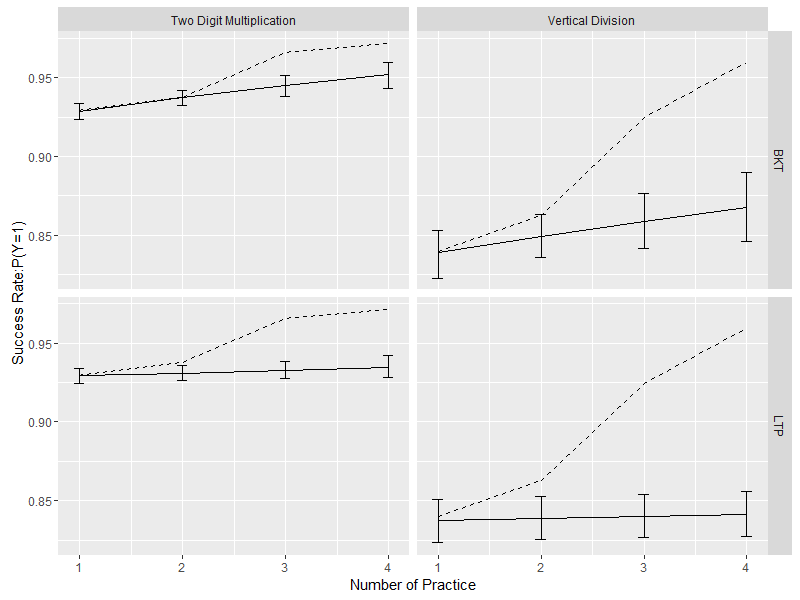 Two Digit Multiplication
Vertical Division
0.95
0.90
0.85
BKT
Success Rate:P(Y=1)
0.95
0.90
0.85
LTP
1
2
3
4
1
2
3
4
Number of Practice